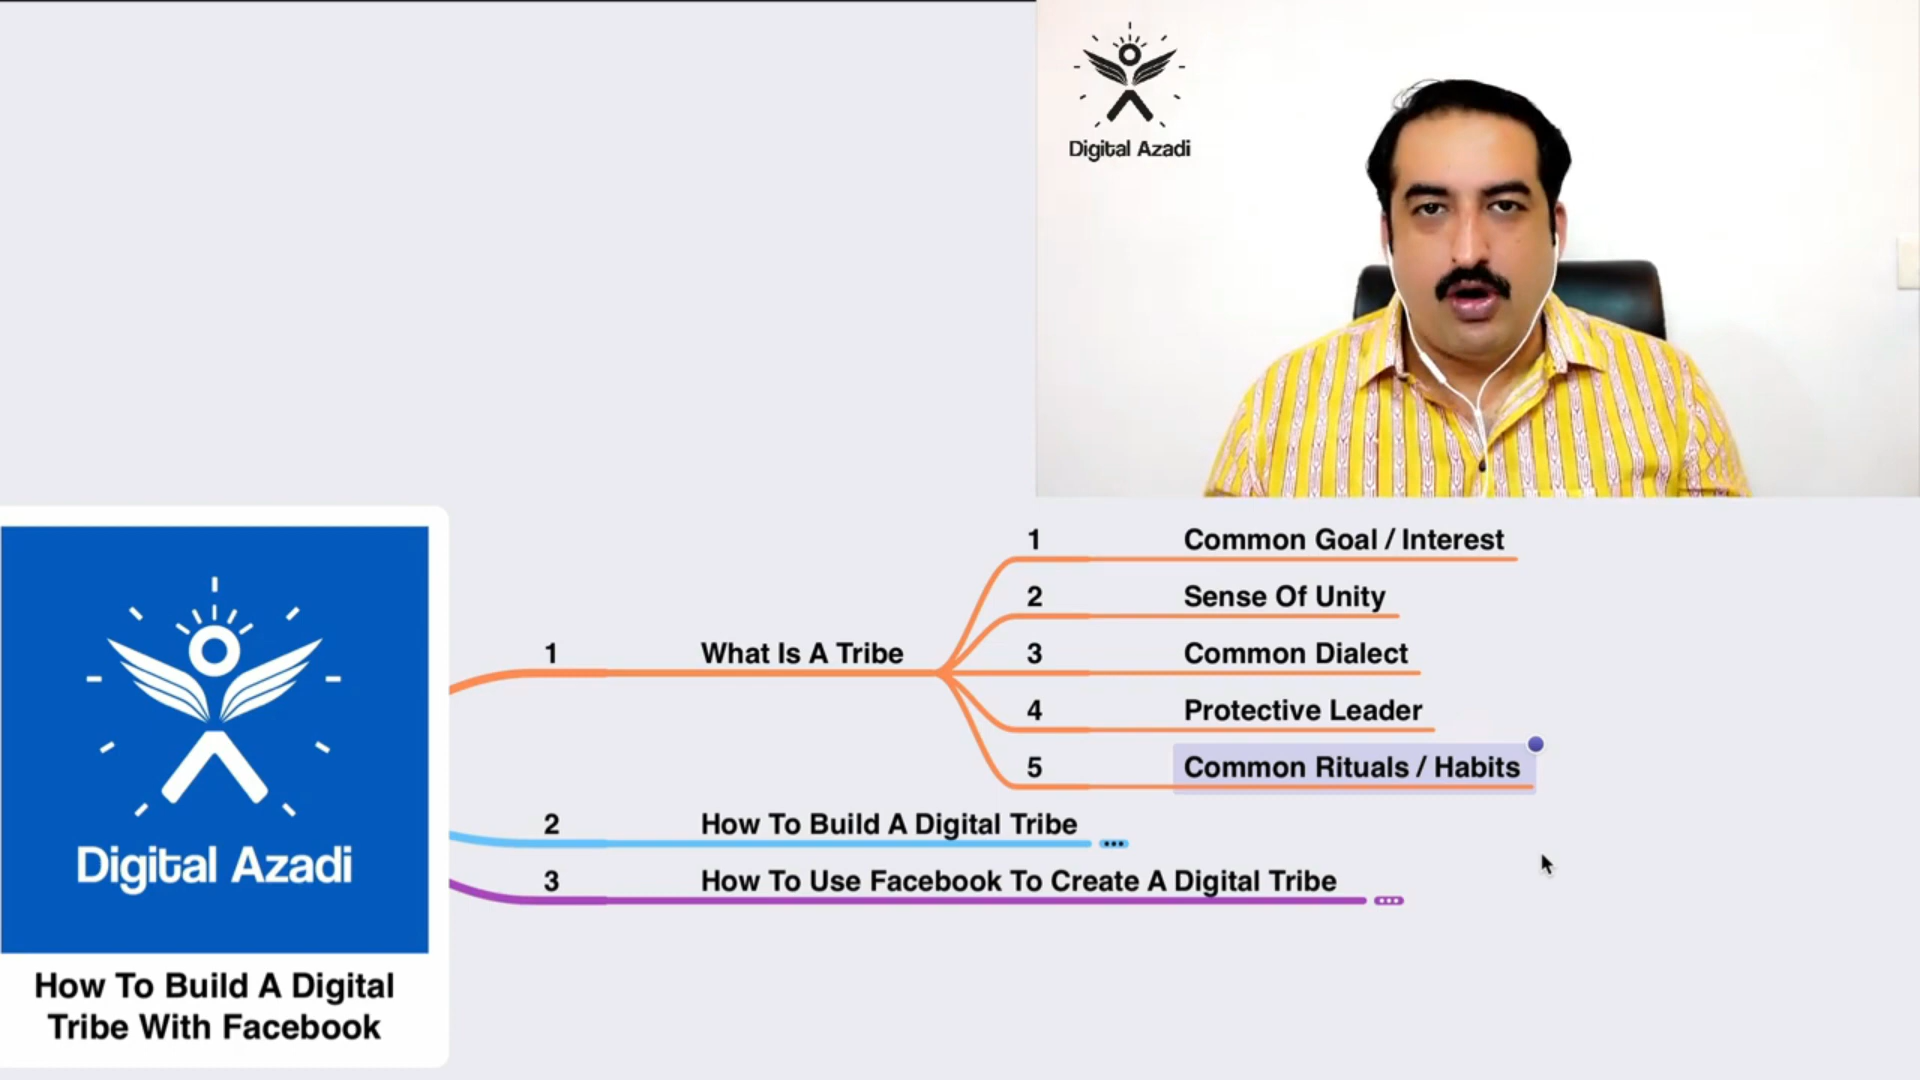 Digital Azadi
1 Common Goal / Interest
2 Sense Of Unity
1 What Is A Tribe
3 Common Dialect
4 Protective Leader
5 Common Rituals / Habits
2 How To Build A Digital Tribe
3 How To Use Facebook To Create A Digital Tribe
Digital Azadi
How To Build A Digital
Tribe With Facebook